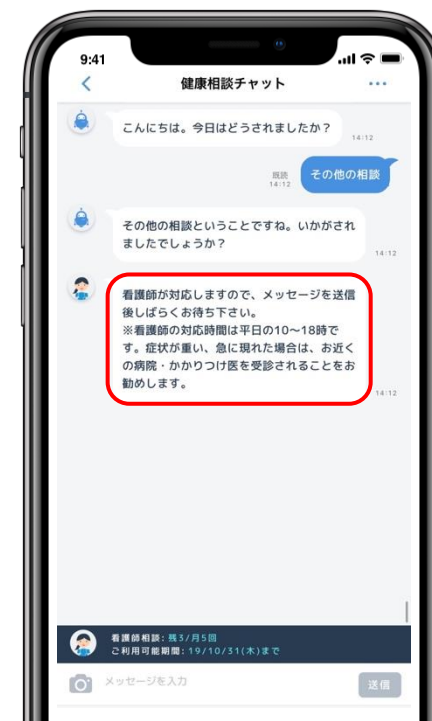 9:41
健康相談チャット
こんにちは。今日はどうされましたか？
14:12
既読
14:12
その他の相談
その他の相談ということですね。いかがされ
ましたでしょうか？
14:12
看護師が対応しますので、メッセージを送信
後しばらくお待ち下さい。
※看護師の対応時間は平日の10〜18時で
す。症状が重い、急に現れた場合は、お近く
の病院・かかりつけ医を受診されることをお
勧めします。
14:12
看護師相談: 残3/月5回
ご利用可能期間: 19/10/31(木)まで
メッセージを入力
送信